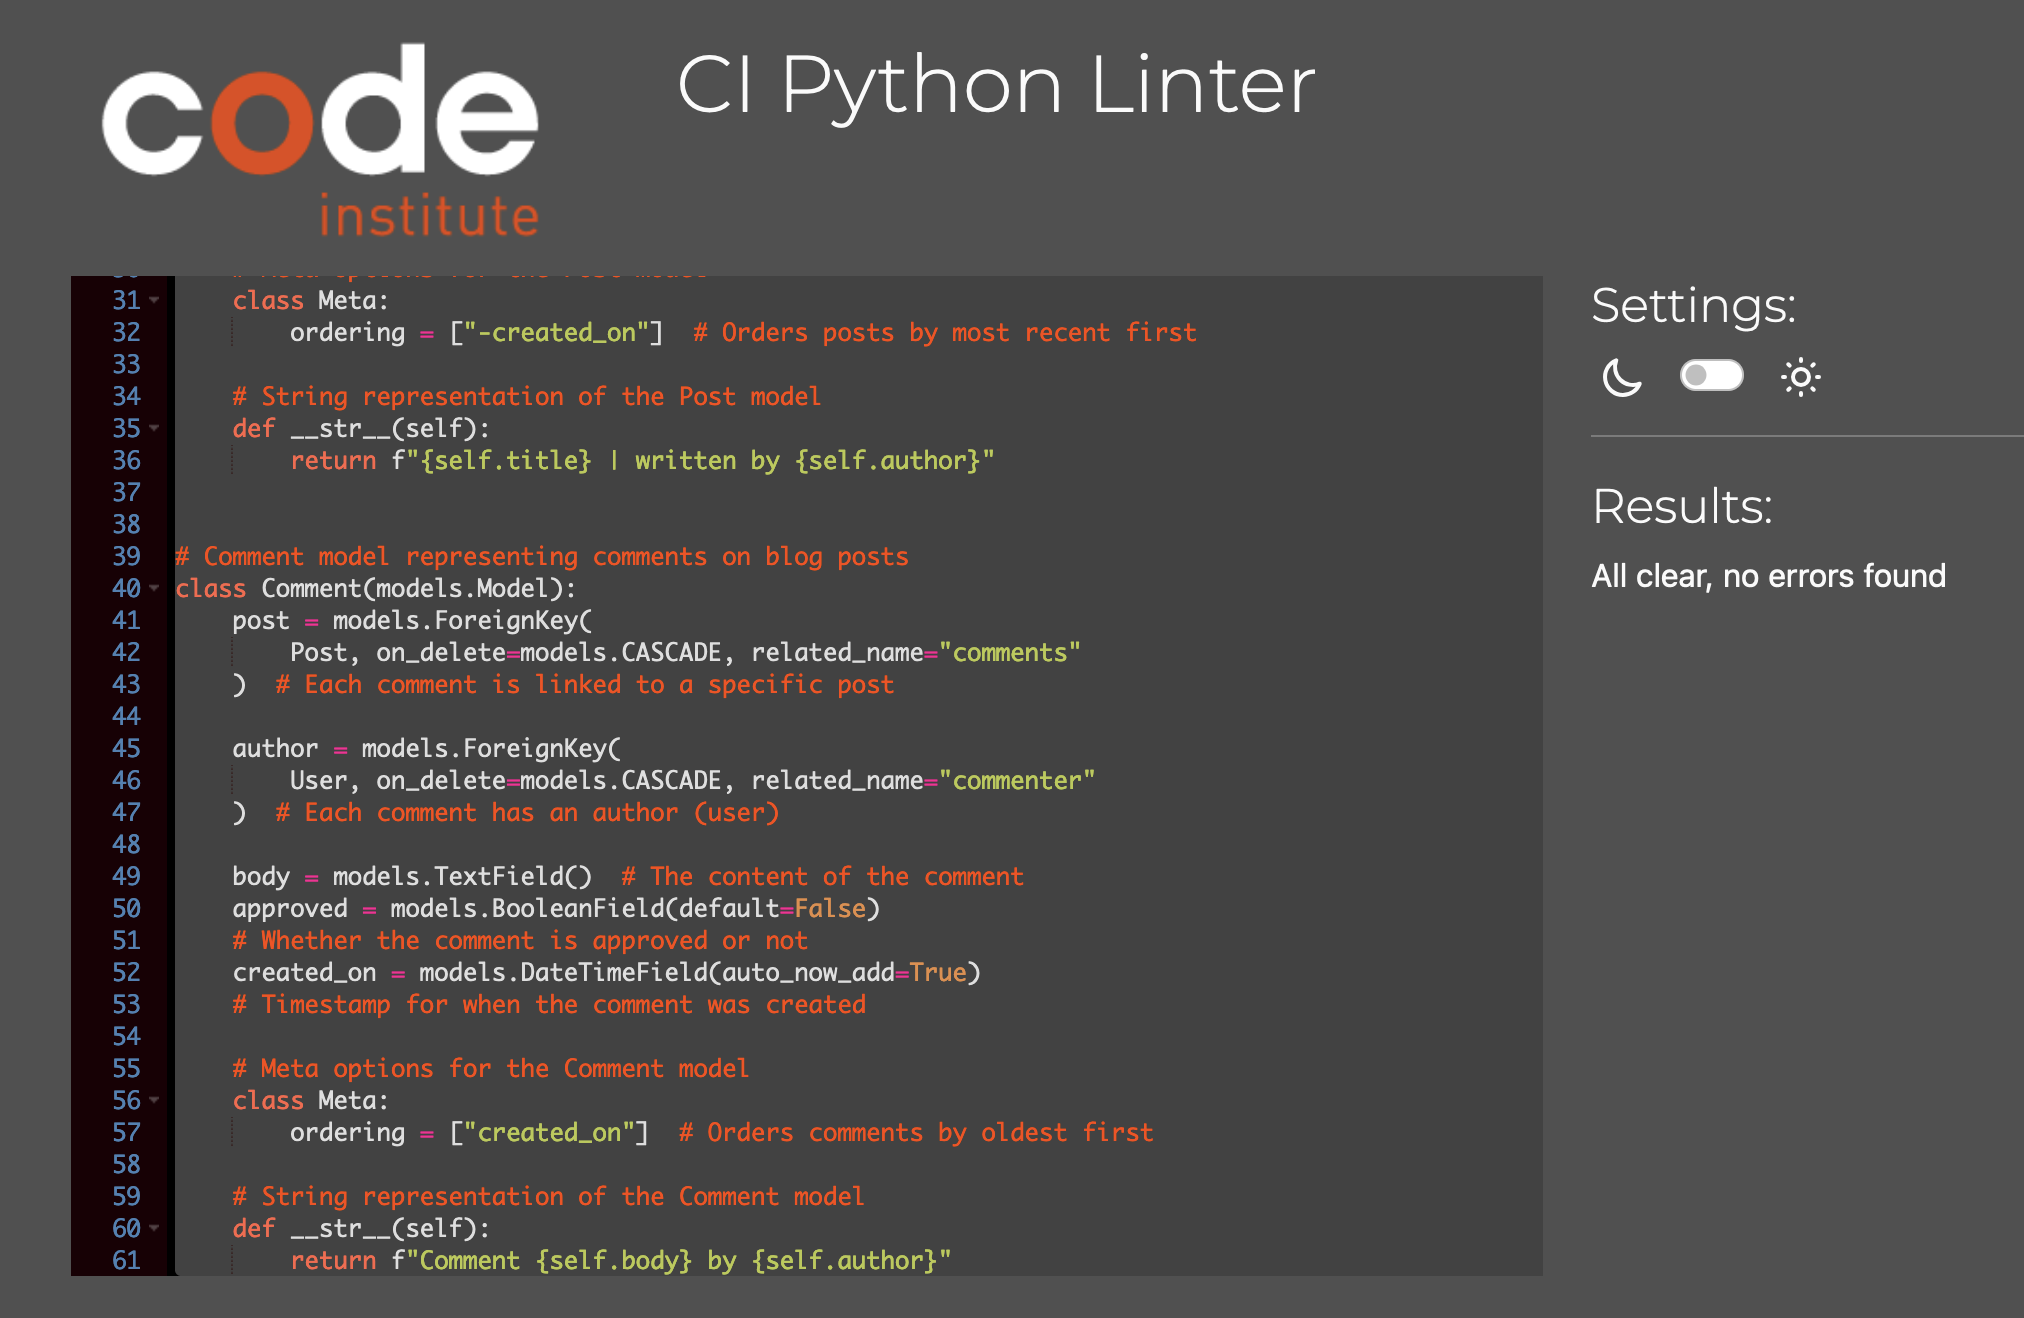 code
institute
CI Python Linter
31 class Meta:
32 ordering = ["-created_on"]  # Orders posts by most recent first
33
34 # String representation of the Post model
35 def __str__(self):
36 return f"{self.title} | written by {self.author}"
37
38
39 # Comment model representing comments on blog posts
40 class Comment(models.Model):
41 post = models.ForeignKey(
42 Post, on_delete=models.CASCADE, related_name="comments"
43 )  # Each comment is linked to a specific post
44
45 author = models.ForeignKey(
46 User, on_delete=models.CASCADE, related_name="commenter"
47 )  # Each comment has an author (user)
48
49 body = models.TextField()  # The content of the comment
50 approved = models.BooleanField(default=False)
51 # Whether the comment is approved or not
52 created_on = models.DateTimeField(auto_now_add=True)
53 # Timestamp for when the comment was created
54
55 # Meta options for the Comment model
56 class Meta:
57 ordering = ["created_on"]  # Orders comments by oldest first
58
59 # String representation of the Comment model
60 def __str__(self):
61 return f"Comment {self.body} by {self.author}"
Settings:
Results:
All clear, no errors found